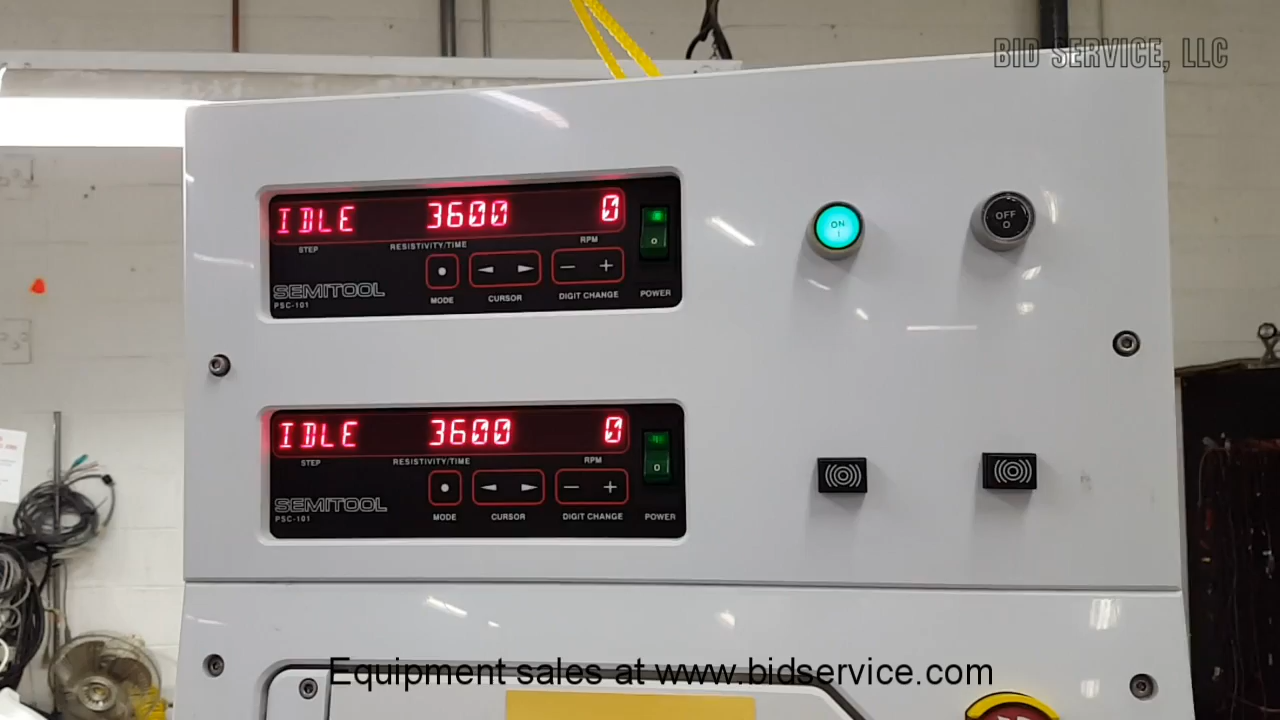 BID SERVICE, LLC
IDLE 3600 0
STEP RESISTIVITY/TIME RPM
SEMITOOL
PSC-101
MODE CURSOR DIGIT CHANGE POWER
ON
I
OFF
O
IDLE 3600 0
STEP RESISTIVITY/TIME RPM
SEMITOOL
PSC-101
MODE CURSOR DIGIT CHANGE POWER
Equipment sales at www.bidservice.com